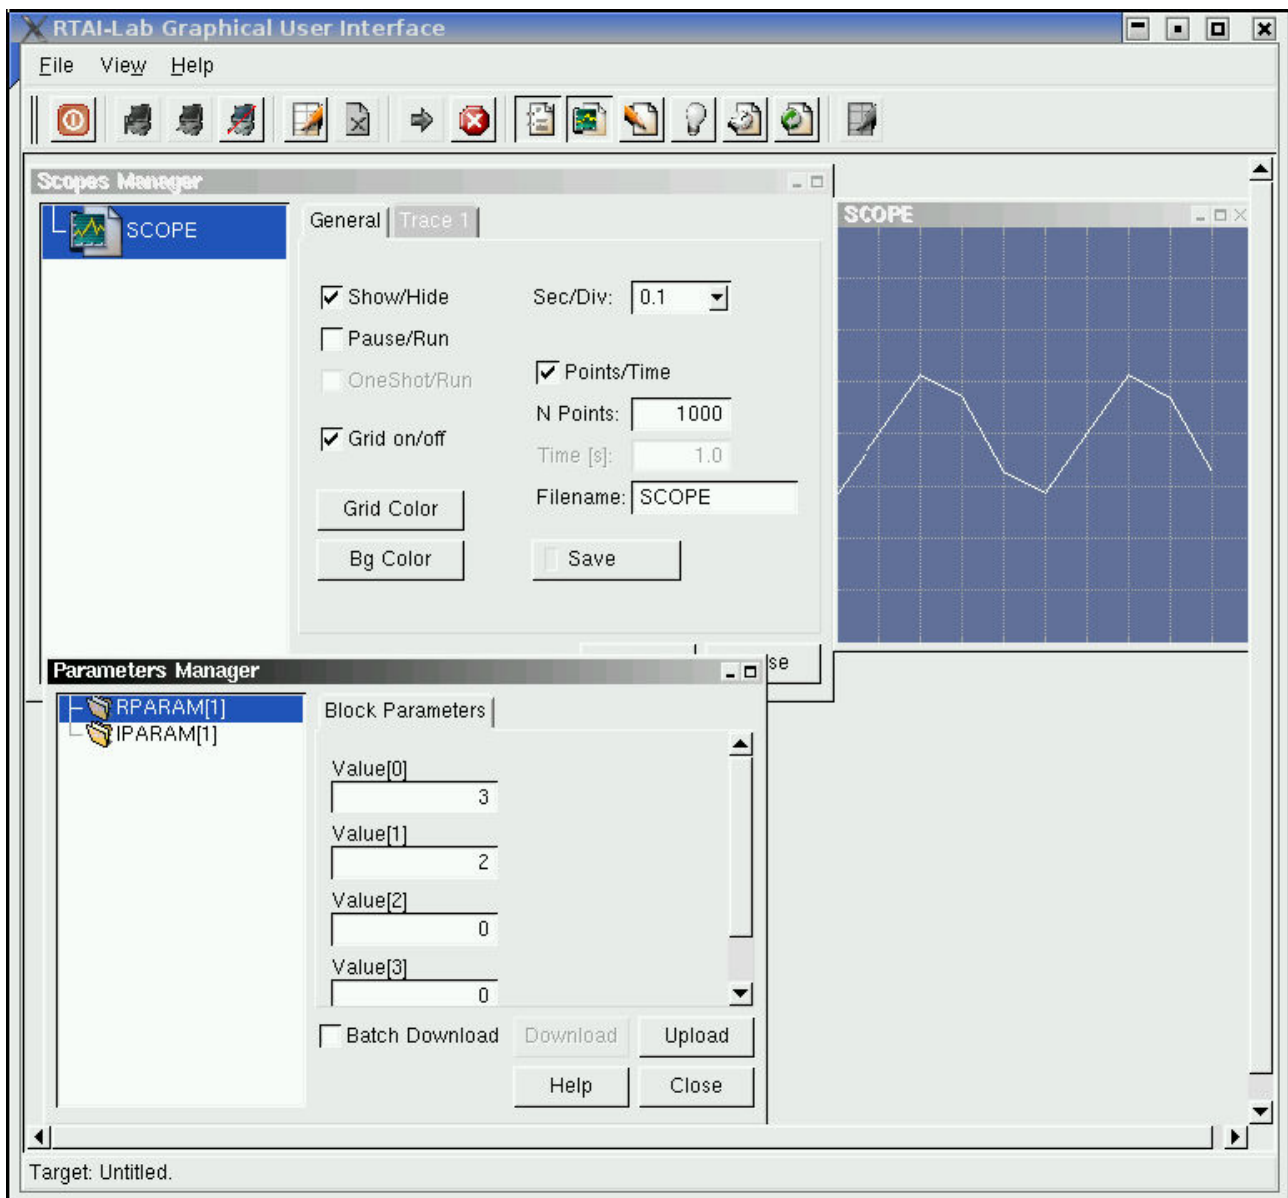 RTAI-Lab Graphical User Interface
File View Help
Scopes Manager
SCOPE
General Trace 1
Show/Hide
Sec/Div: 0.1
Pause/Run
OneShot/Run
Points/Time
N Points: 1000
Grid on/off
Time [s]: 1.0
Filename: SCOPE
Grid Color
Bg Color
Save
SCOPE
se
Parameters Manager
RPARAM[1]
IPARAM[1]
Block Parameters
Value[0]
3
Value[1]
2
Value[2]
0
Value[3]
0
Batch Download Download Upload
Help Close
Target: Untitled.